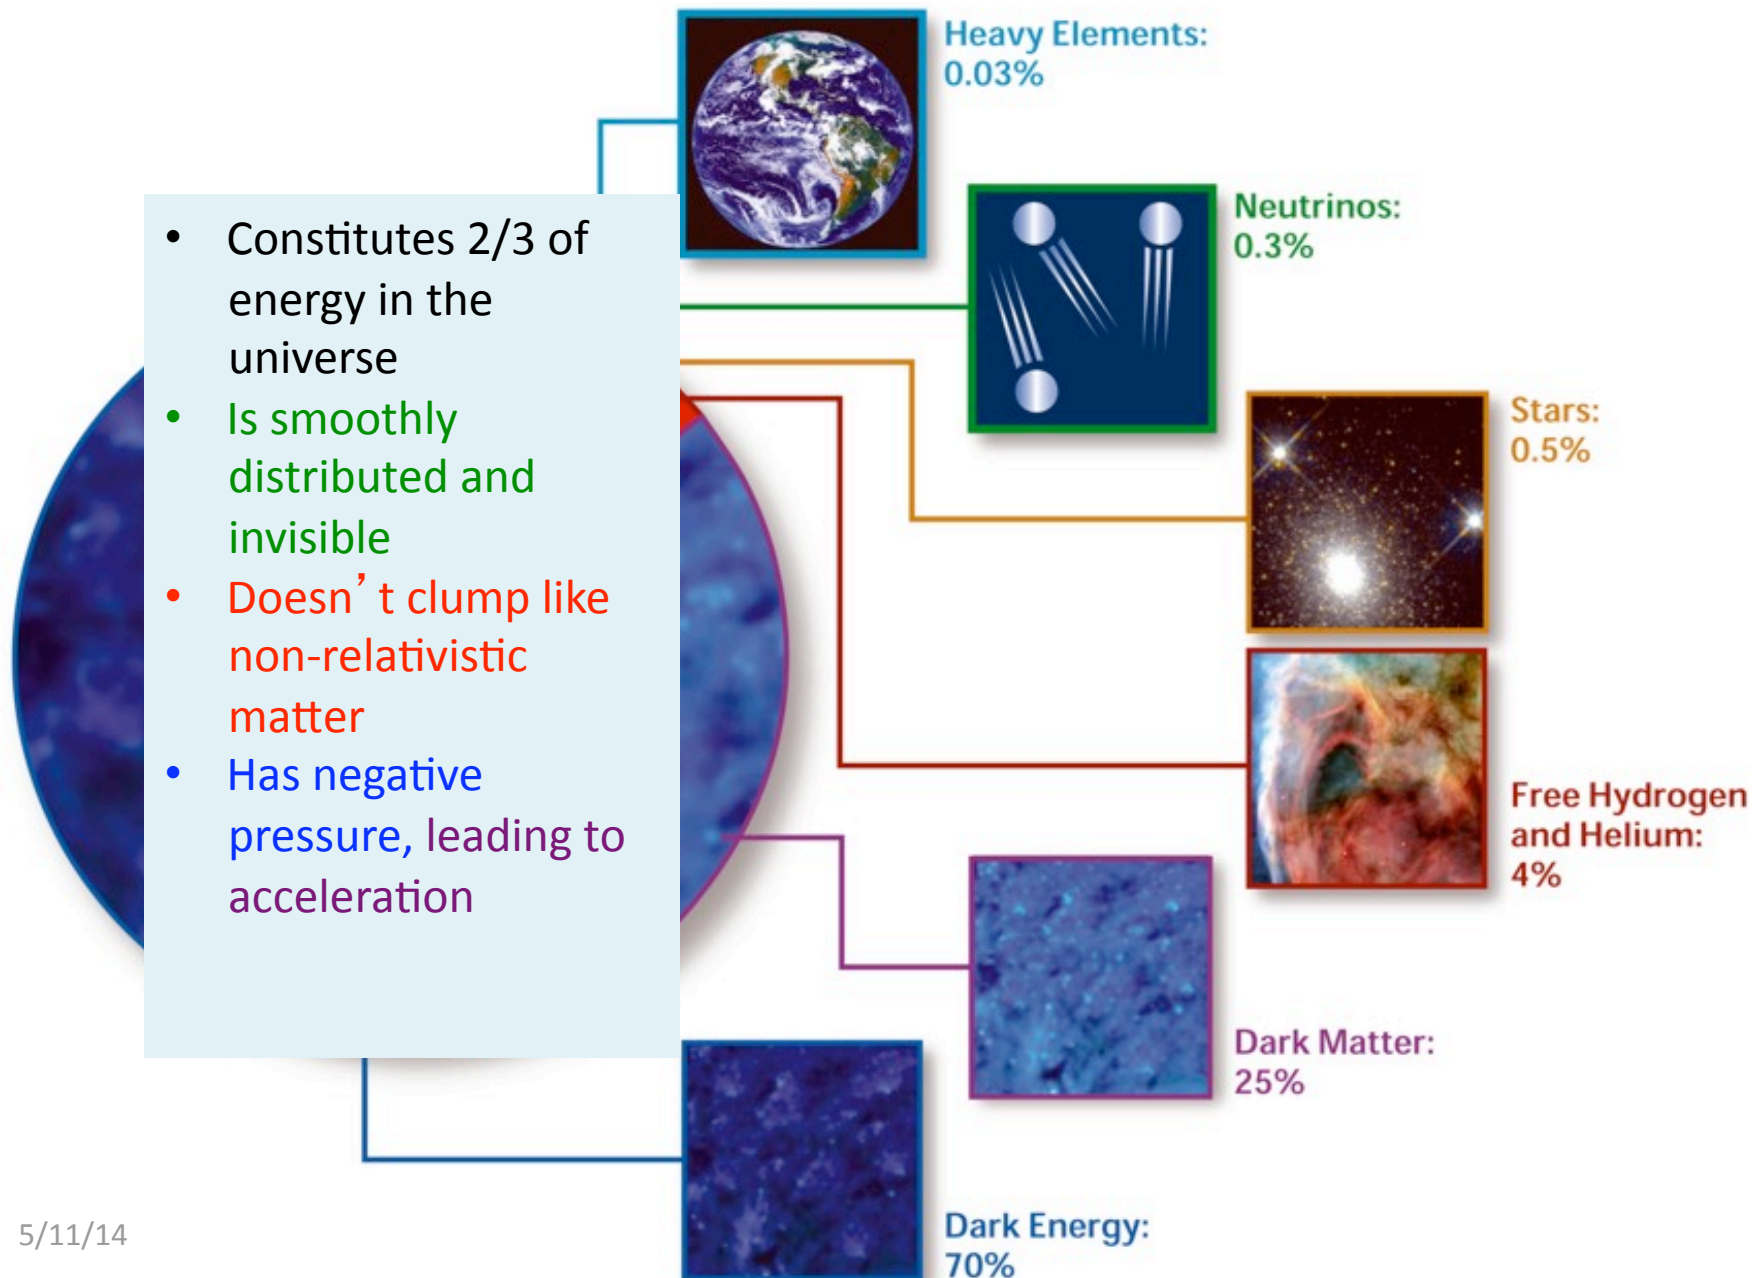 Heavy Elements:
0.03%
• Constitutes 2/3 of
energy in the
universe
• Is smoothly
distributed and
invisible
• Doesn’t clump like
non-relativistic
matter
• Has negative
pressure, leading to
acceleration
Neutrinos:
0.3%
Stars:
0.5%
Free Hydrogen
and Helium:
4%
Dark Matter:
25%
Dark Energy:
70%
5/11/14